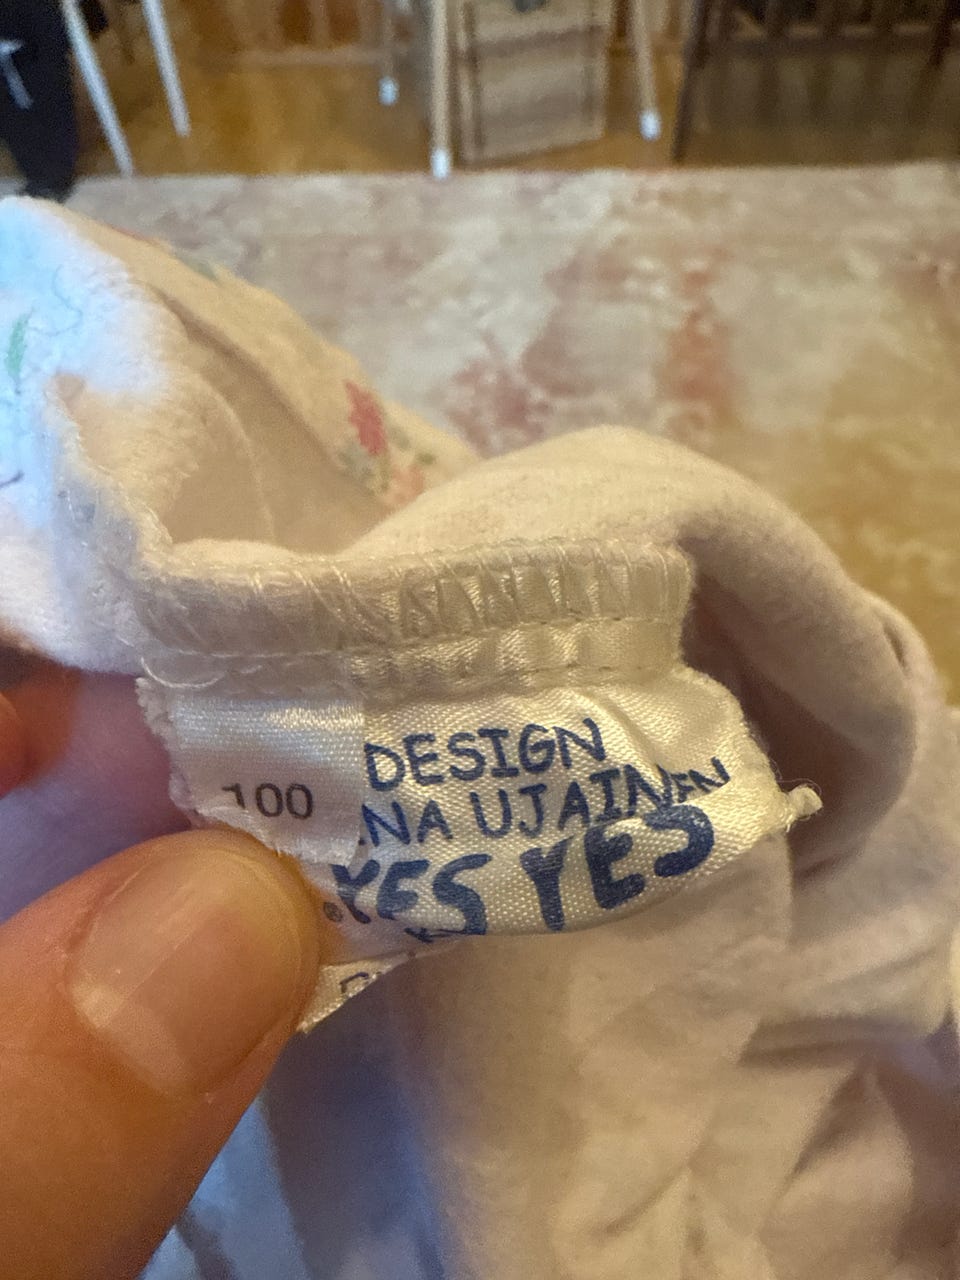 100
DESIGN
NA UJAINEN
® YES YES